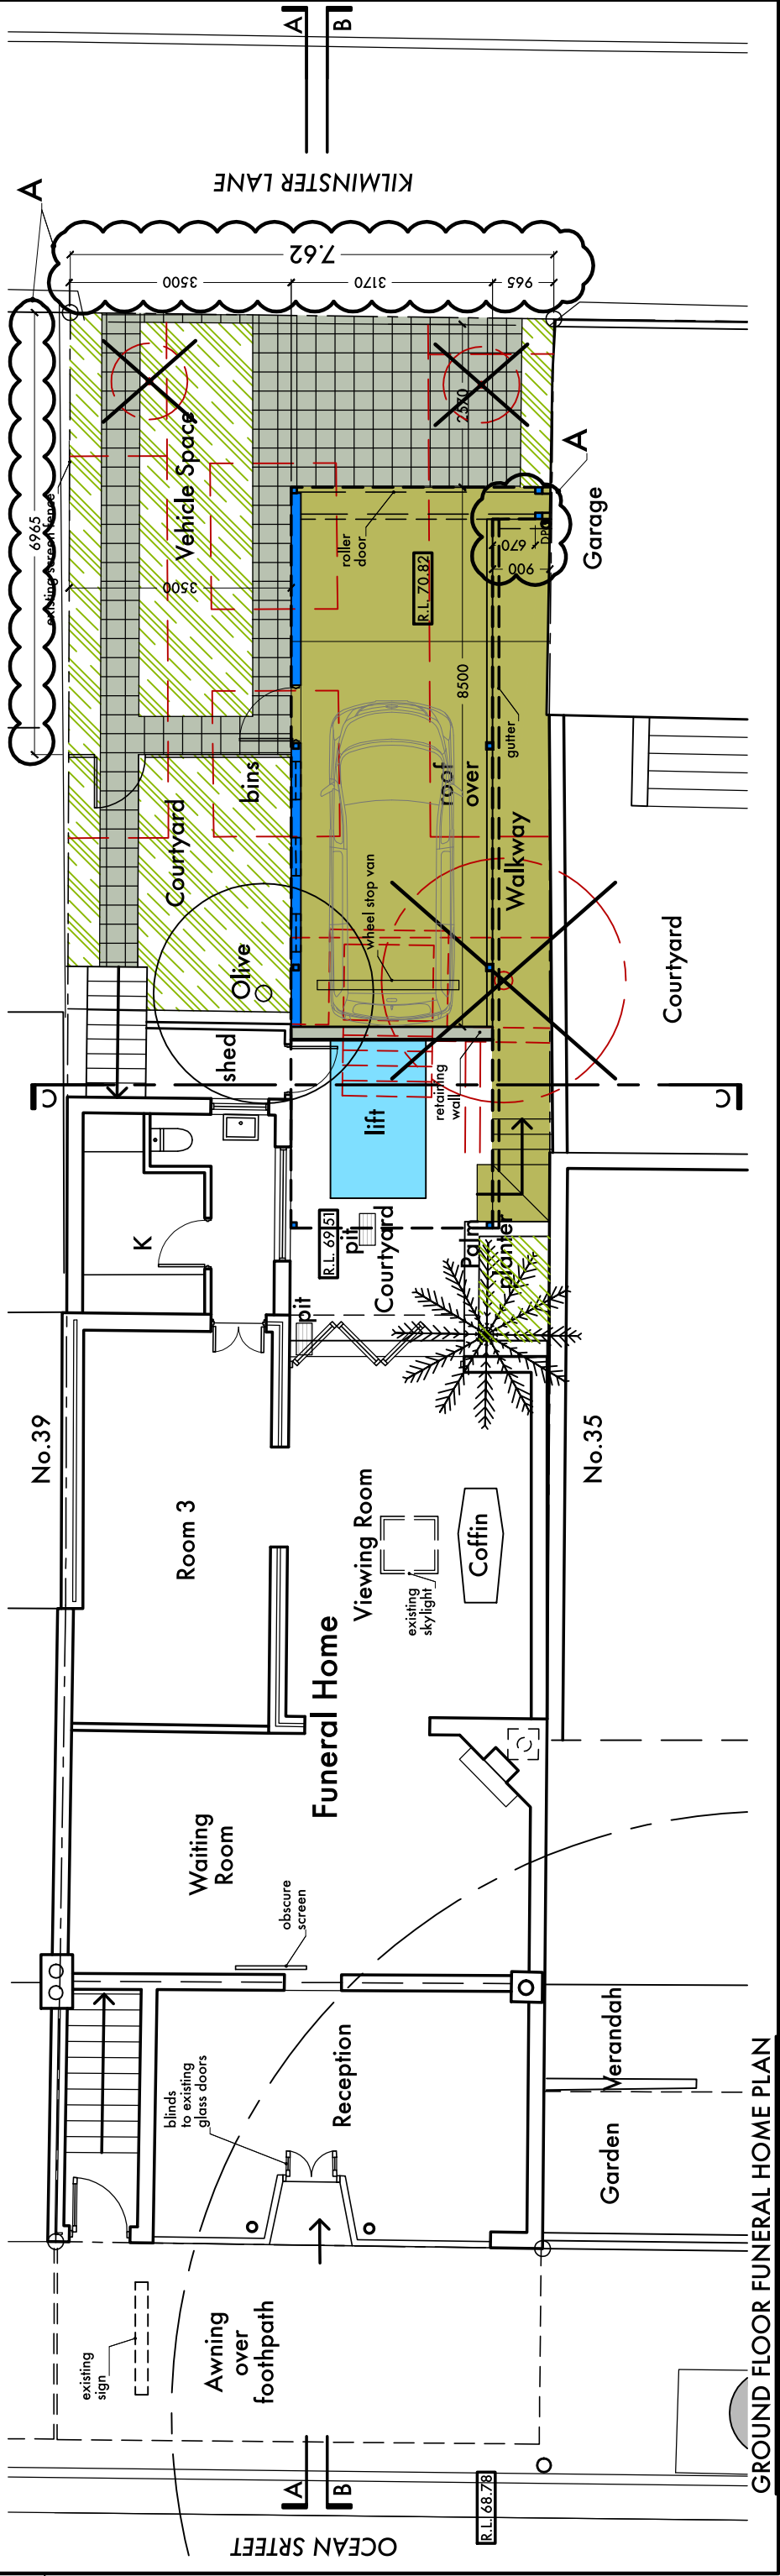 A
B
KILMINSTER LANE
A
7.62
3500
3170
965
6965
existing screen fence
Vehicle Space
2570
A
Garage
roller
door
R.L. 70.82
670
DP
900
3500
8500
gutter
bins
Courtyard
roof
over
wheel stop van
Walkway
Olive
Courtyard
shed
C
C
lift
retaining
wall
K
R.L. 69.51
pit
Courtyard
Palm
planter
pit
No.39
No.35
Room 3
Viewing Room
existing
skylight
Coffin
Funeral Home
Waiting
Room
obscure
screen
blinds
to existing
glass doors
Reception
Verandah
Garden
existing
sign
Awning
over
foothpath
A
B
R.L. 68.78
OCEAN SRTEET
GROUND FLOOR FUNERAL HOME PLAN